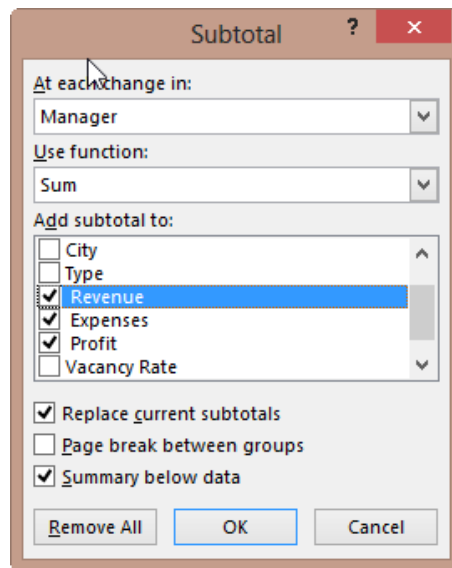 Subtotal ?
At each change in:
Manager
Use function:
Sum
Add subtotal to:
City
Type
Revenue
Expenses
Profit
Vacancy Rate
Replace current subtotals
Page break between groups
Summary below data
Remove All OK Cancel